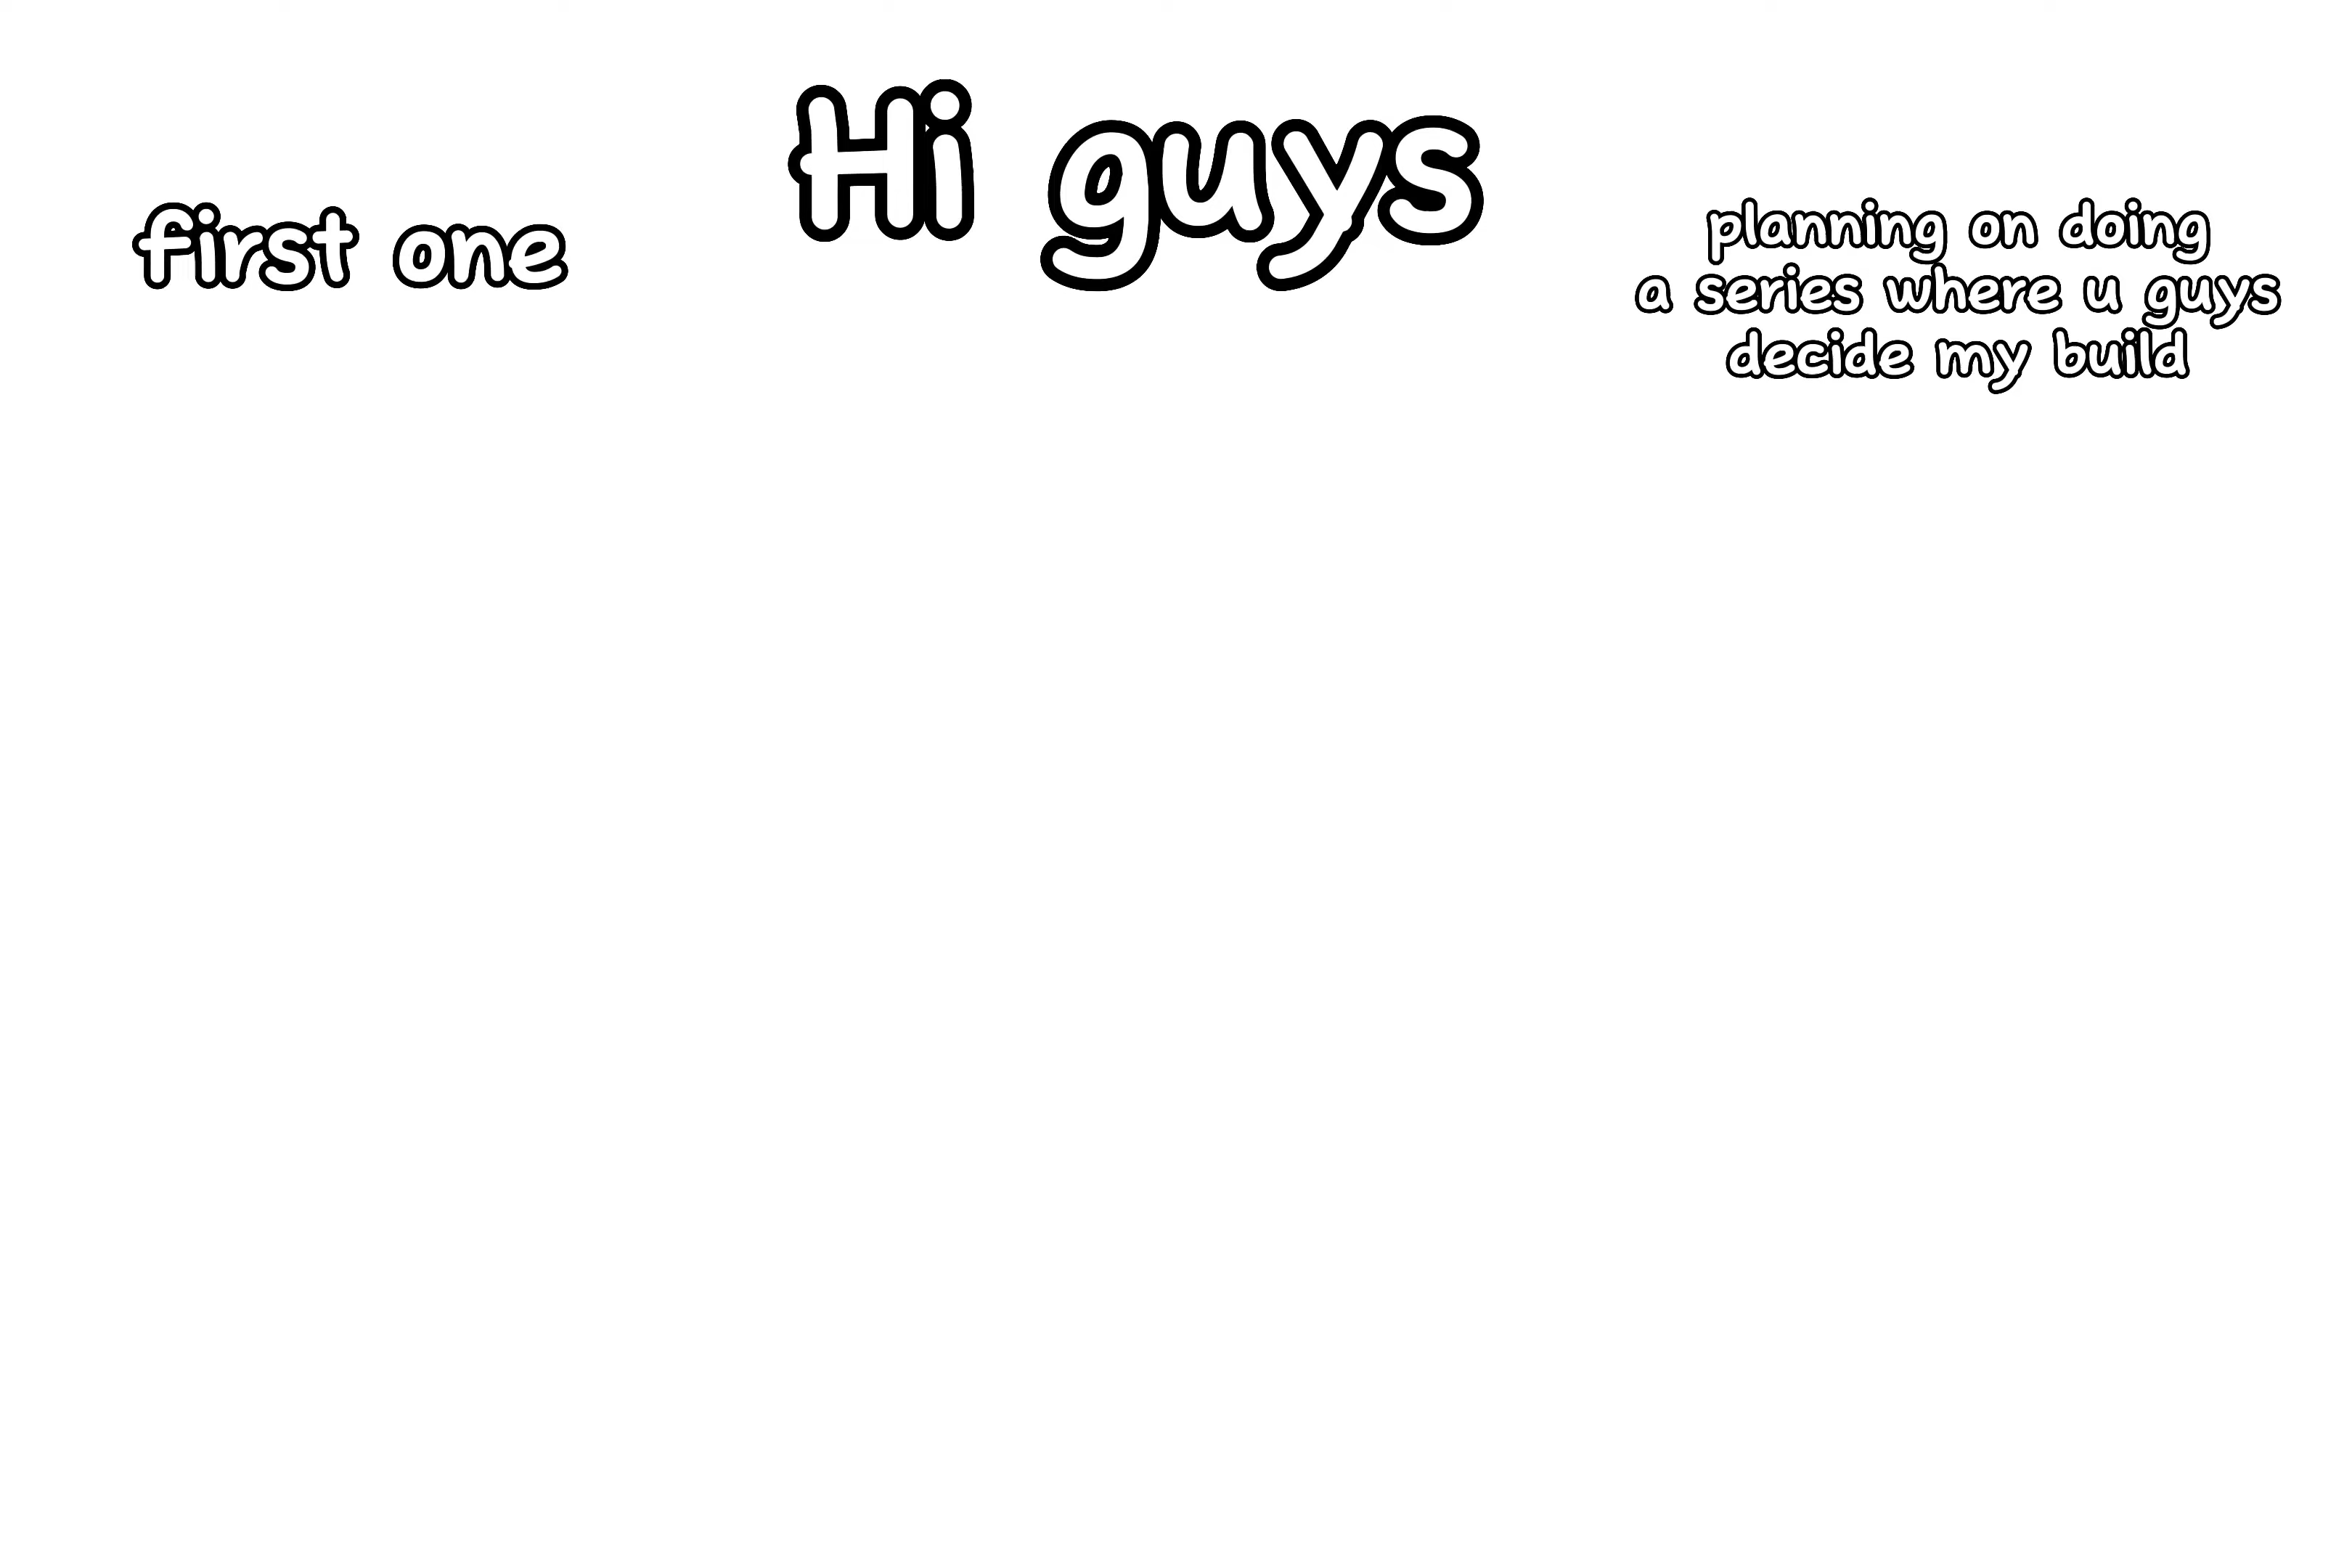 Hi guys
first one
planning on doing
a series where u guys
decide my build